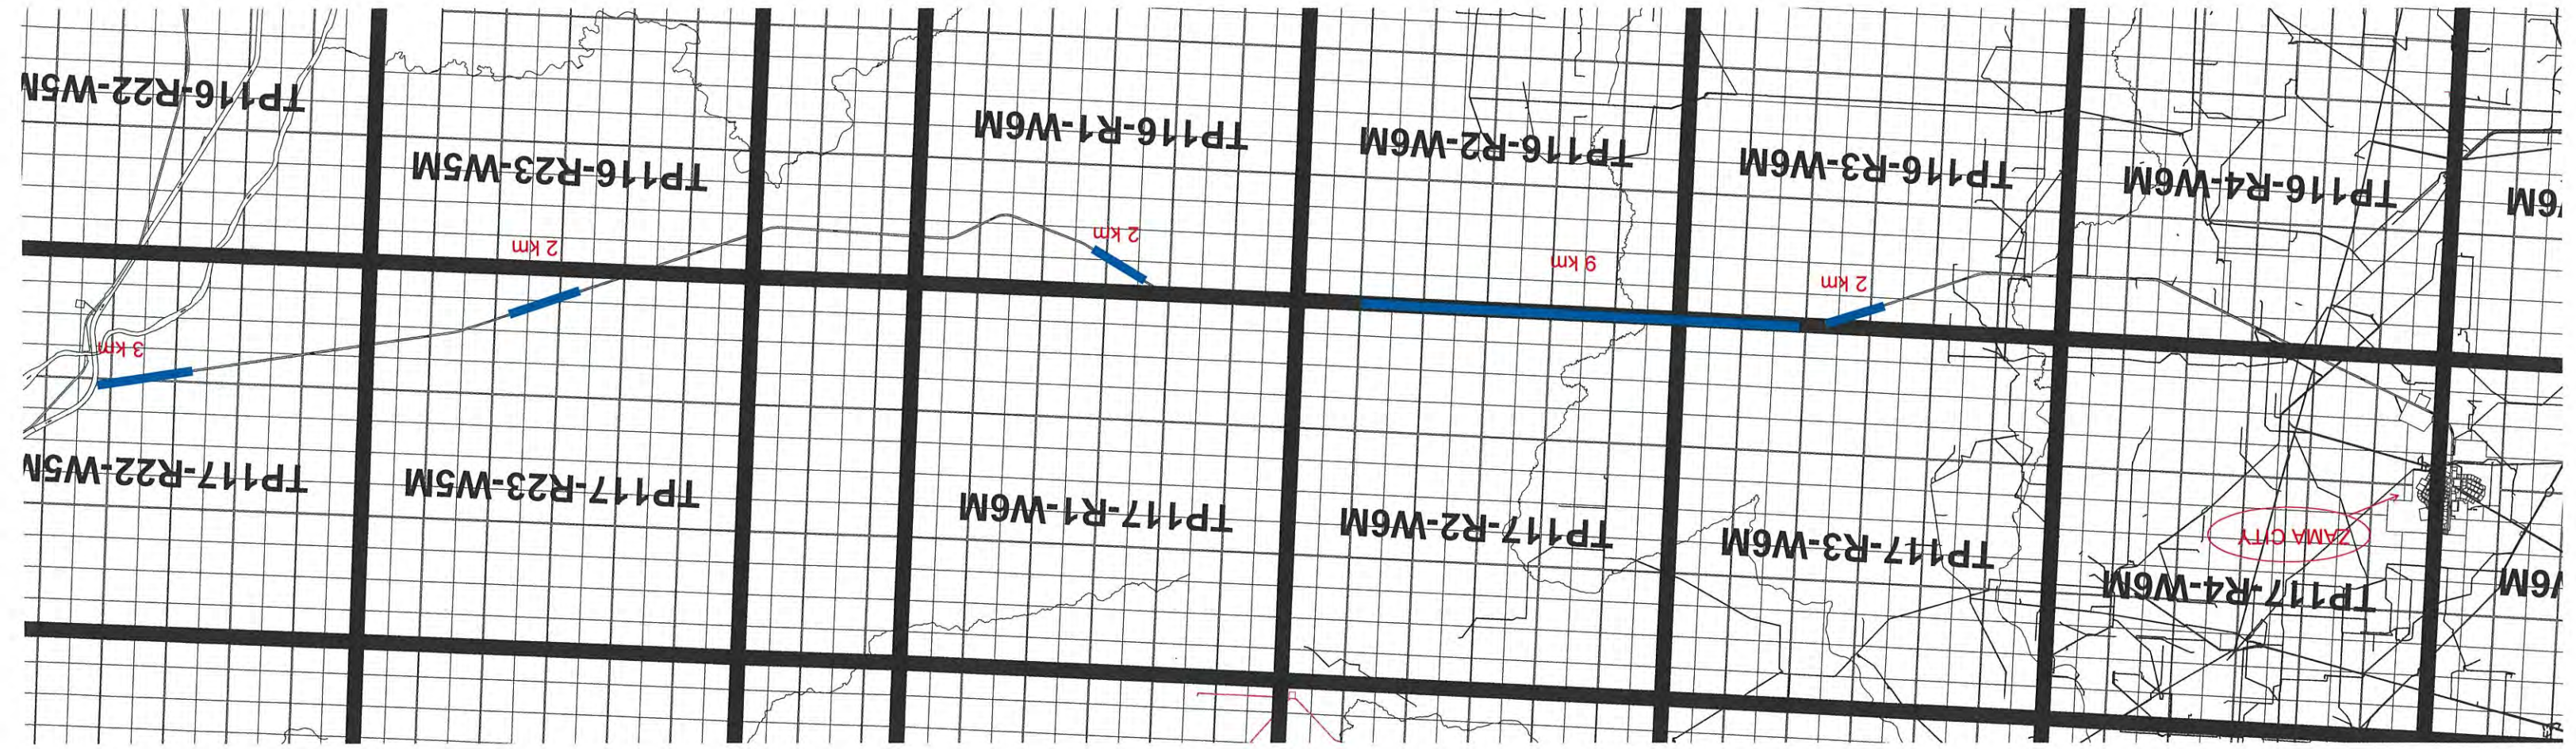 6M
TP117-R4-W6M
ZAMA CITY
TP117-R3-W6M
TP117-R2-W6M
TP117-R1-W6M
TP117-R23-W5M
TP117-R22-W5M
2 km
9 km
2 km
2 km
3 km
6M
TP116-R4-W6M
TP116-R3-W6M
TP116-R2-W6M
TP116-R1-W6M
TP116-R23-W5M
TP116-R22-W5M